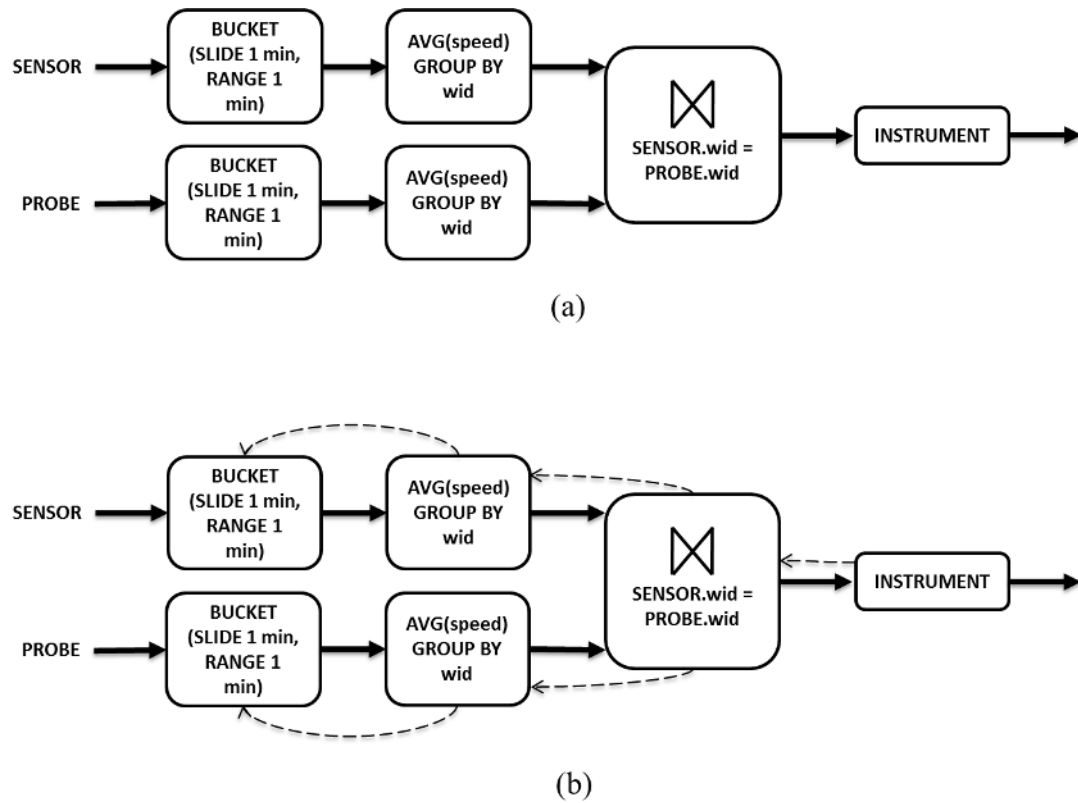 SENSOR
BUCKET
(SLIDE 1 min,
RANGE 1
min)
AVG(speed)
GROUP BY
wid
PROBE
BUCKET
(SLIDE 1 min,
RANGE 1
min)
AVG(speed)
GROUP BY
wid
SENSOR.wid =
PROBE.wid
INSTRUMENT
(a)
SENSOR
BUCKET
(SLIDE 1 min,
RANGE 1
min)
AVG(speed)
GROUP BY
wid
PROBE
BUCKET
(SLIDE 1 min,
RANGE 1
min)
AVG(speed)
GROUP BY
wid
SENSOR.wid =
PROBE.wid
INSTRUMENT
(b)